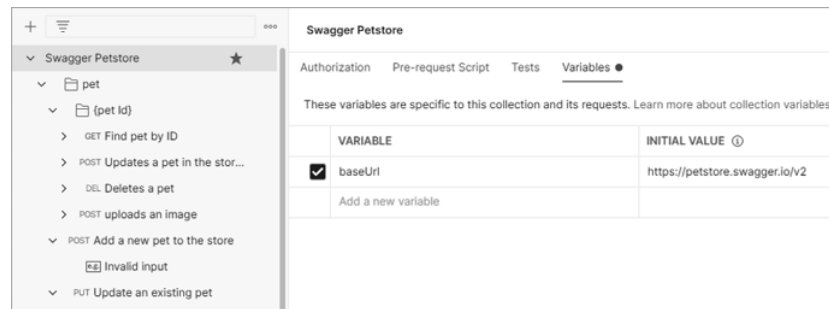 Swagger Petstore
pet
{pet Id}
GET Find pet by ID
POST Updates a pet in the stor...
DEL Deletes a pet
POST uploads an image
POST Add a new pet to the store
e.g. Invalid input
PUT Update an existing pet
Swagger Petstore
Authorization Pre-request Script Tests Variables
These variables are specific to this collection and its requests. Learn more about collection variables
VARIABLE INITIAL VALUE
baseUrl https://petstore.swagger.io/v2
Add a new variable